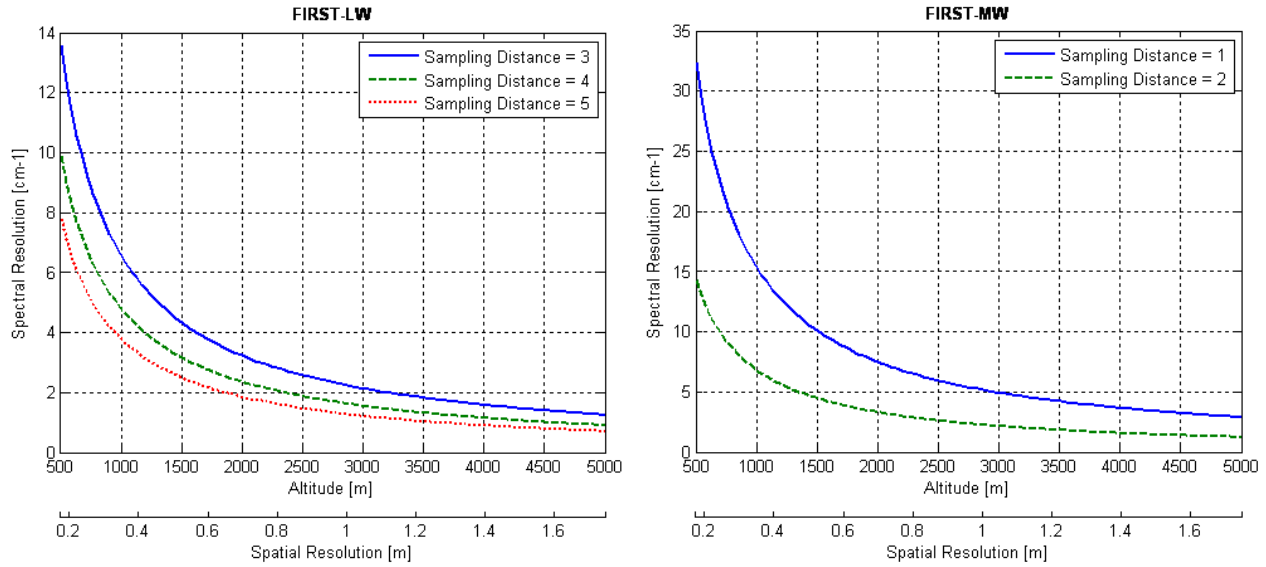 FIRST-LW
14
12
10
8
6
4
2
0
Spectral Resolution [cm-1]
Sampling Distance = 3
Sampling Distance = 4
Sampling Distance = 5
500 1000 1500 2000 2500 3000 3500 4000 4500 5000
Altitude [m]
0.2 0.4 0.6 0.8 1 1.2 1.4 1.6
Spatial Resolution [m]
FIRST-MW
35
30
25
20
15
10
5
0
Spectral Resolution [cm-1]
Sampling Distance = 1
Sampling Distance = 2
500 1000 1500 2000 2500 3000 3500 4000 4500 5000
Altitude [m]
0.2 0.4 0.6 0.8 1 1.2 1.4 1.6
Spatial Resolution [m]